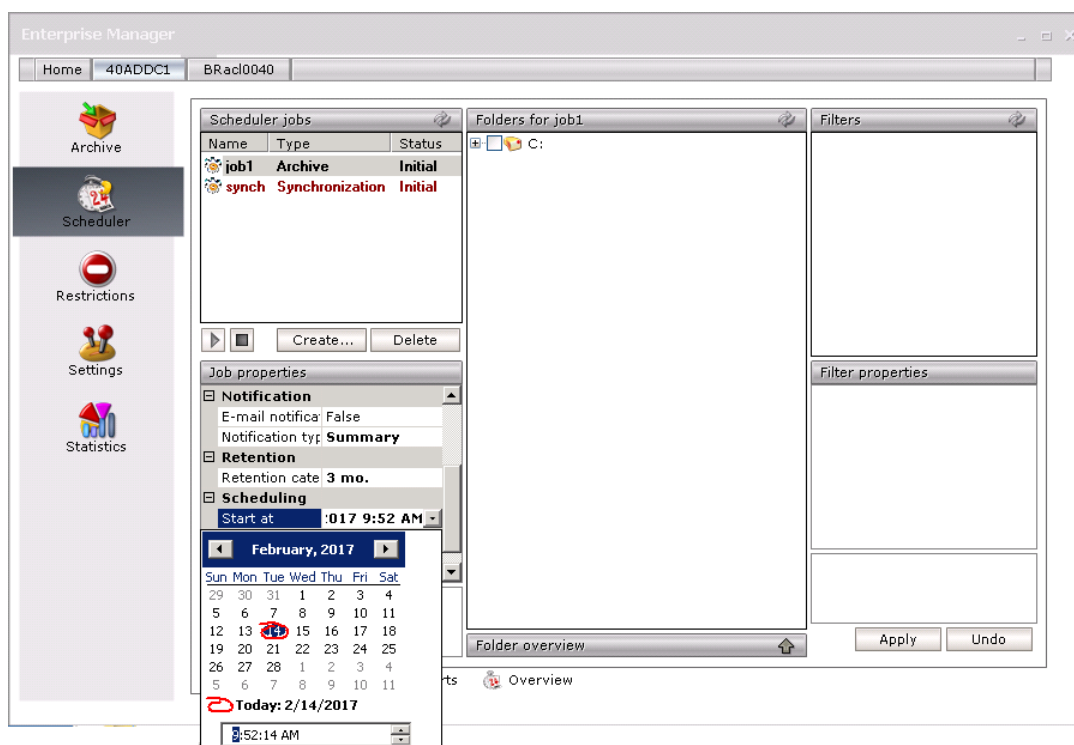 Enterprise Manager
Home 40ADDC1 BRacl0040
Archive
Scheduler
24
Restrictions
Settings
Statistics
Scheduler jobs
Name Type Status
job1 Archive Initial
synch Synchronization Initial
Create... Delete
Job properties
Notification
E-mail notifica False
Notification typ Summary
Retention
Retention cate 3 mo.
Scheduling
Start at :017 9:52 AM
February, 2017
Sun Mon Tue Wed Thu Fri Sat
29 30 31 1 2 3 4
5 6 7 8 9 10 11
12 13 14 15 16 17 18
19 20 21 22 23 24 25
26 27 28 1 2 3 4
5 6 7 8 9 10 11
Today: 2/14/2017
9:52:14 AM
Folders for job1
C:
Folder overview
rts Overview
Filters
Filter properties
Apply Undo